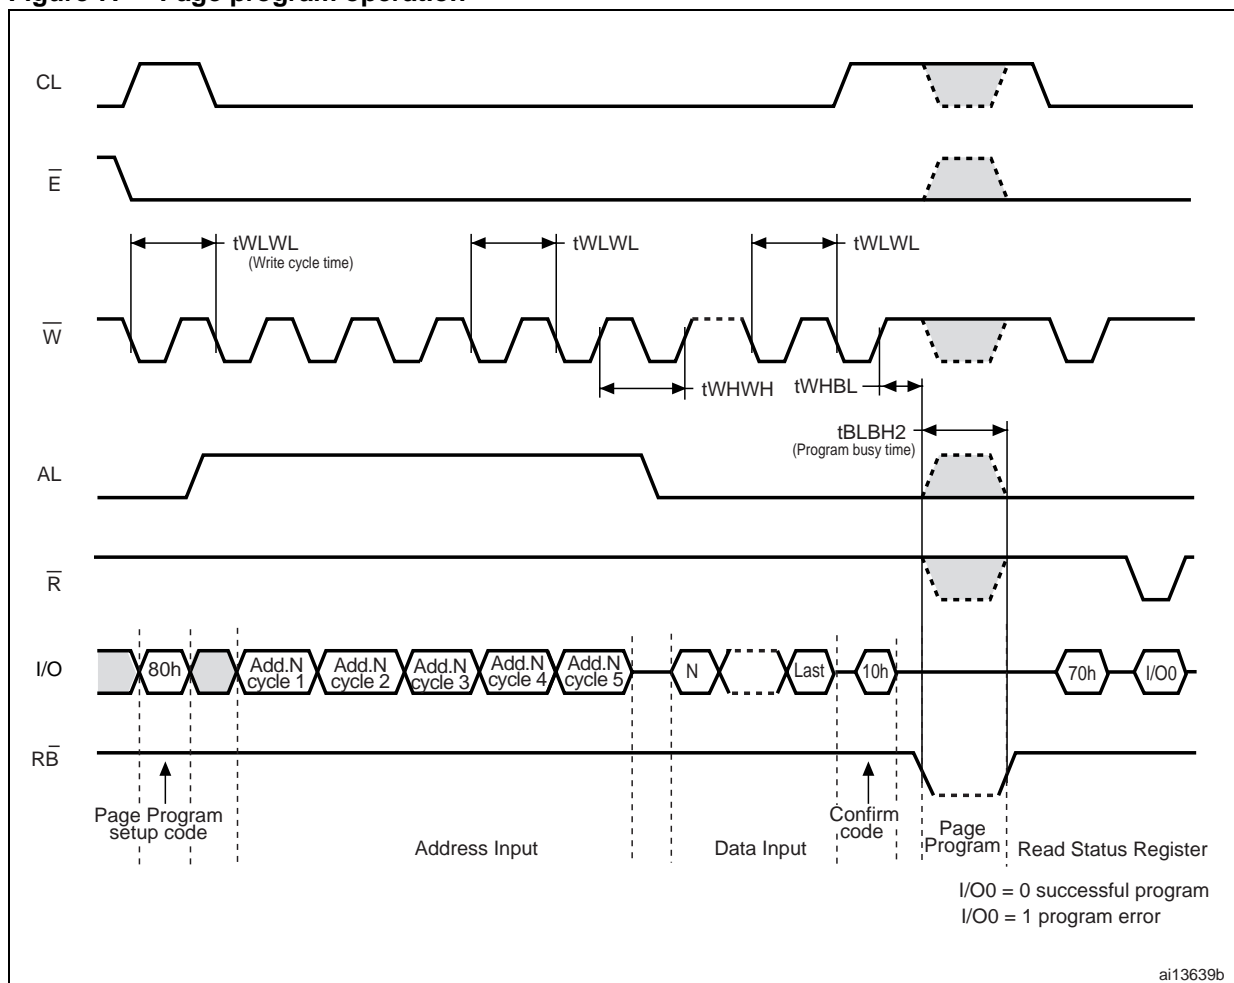 CL
E
tWLWL
tWLWL
tWLWL
(Write cycle time)
W
tWHWH
tWHBL
tBLBH2
(Program busy time)
AL
R
I/O
80h
Add.N
cycle 1
Add.N
cycle 2
Add.N
cycle 3
Add.N
cycle 4
Add.N
cycle 5
N
Last
10h
70h
I/O0
RB
Page Program
setup code
Address Input
Data Input
Confirm
code
Page
Program
Read Status Register
I/O0 = 0 successful program
I/O0 = 1 program error
ai13639b